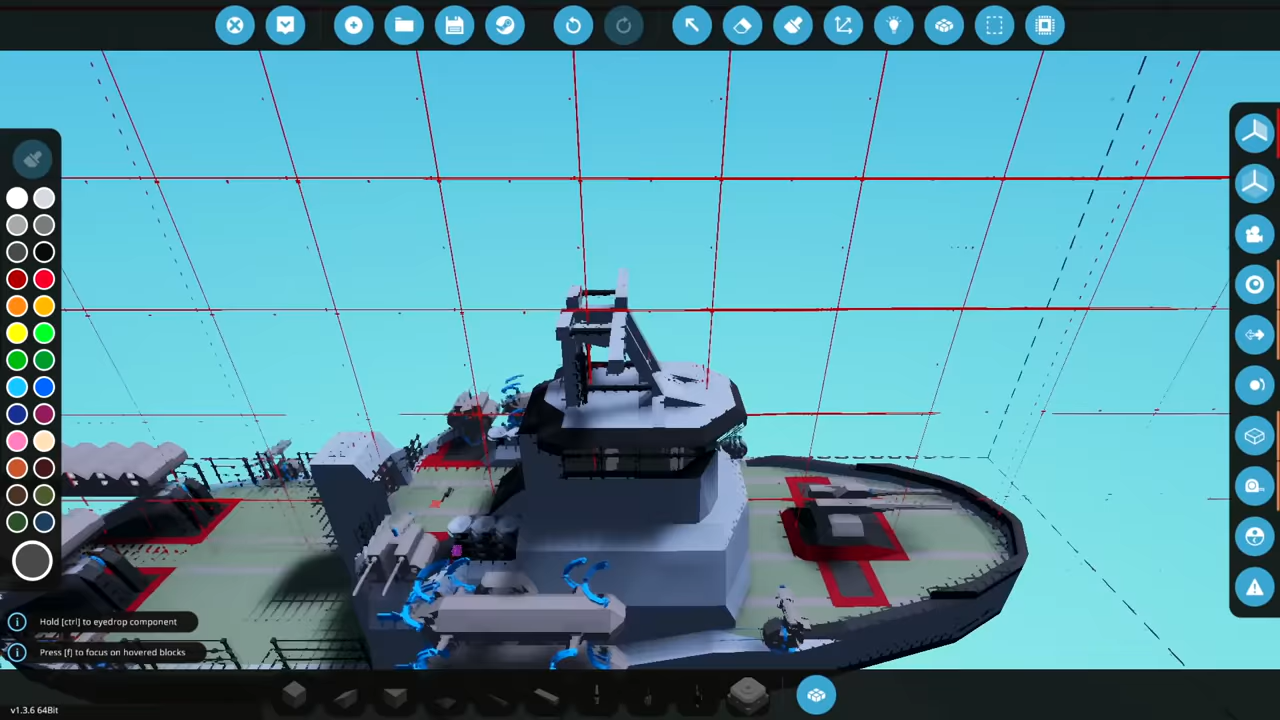 Hold [ctrl] to eyedrop component
Press [f] to focus on hovered blocks
v1.3.6 64Bit